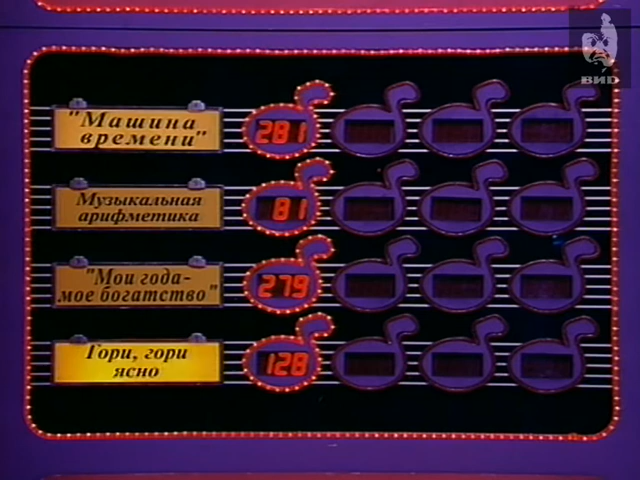 ВИD
"Машина
времени"
281
Музыкальная
арифметика
81
"Мои года-
мое богатство"
279
Гори, гори
ясно
128